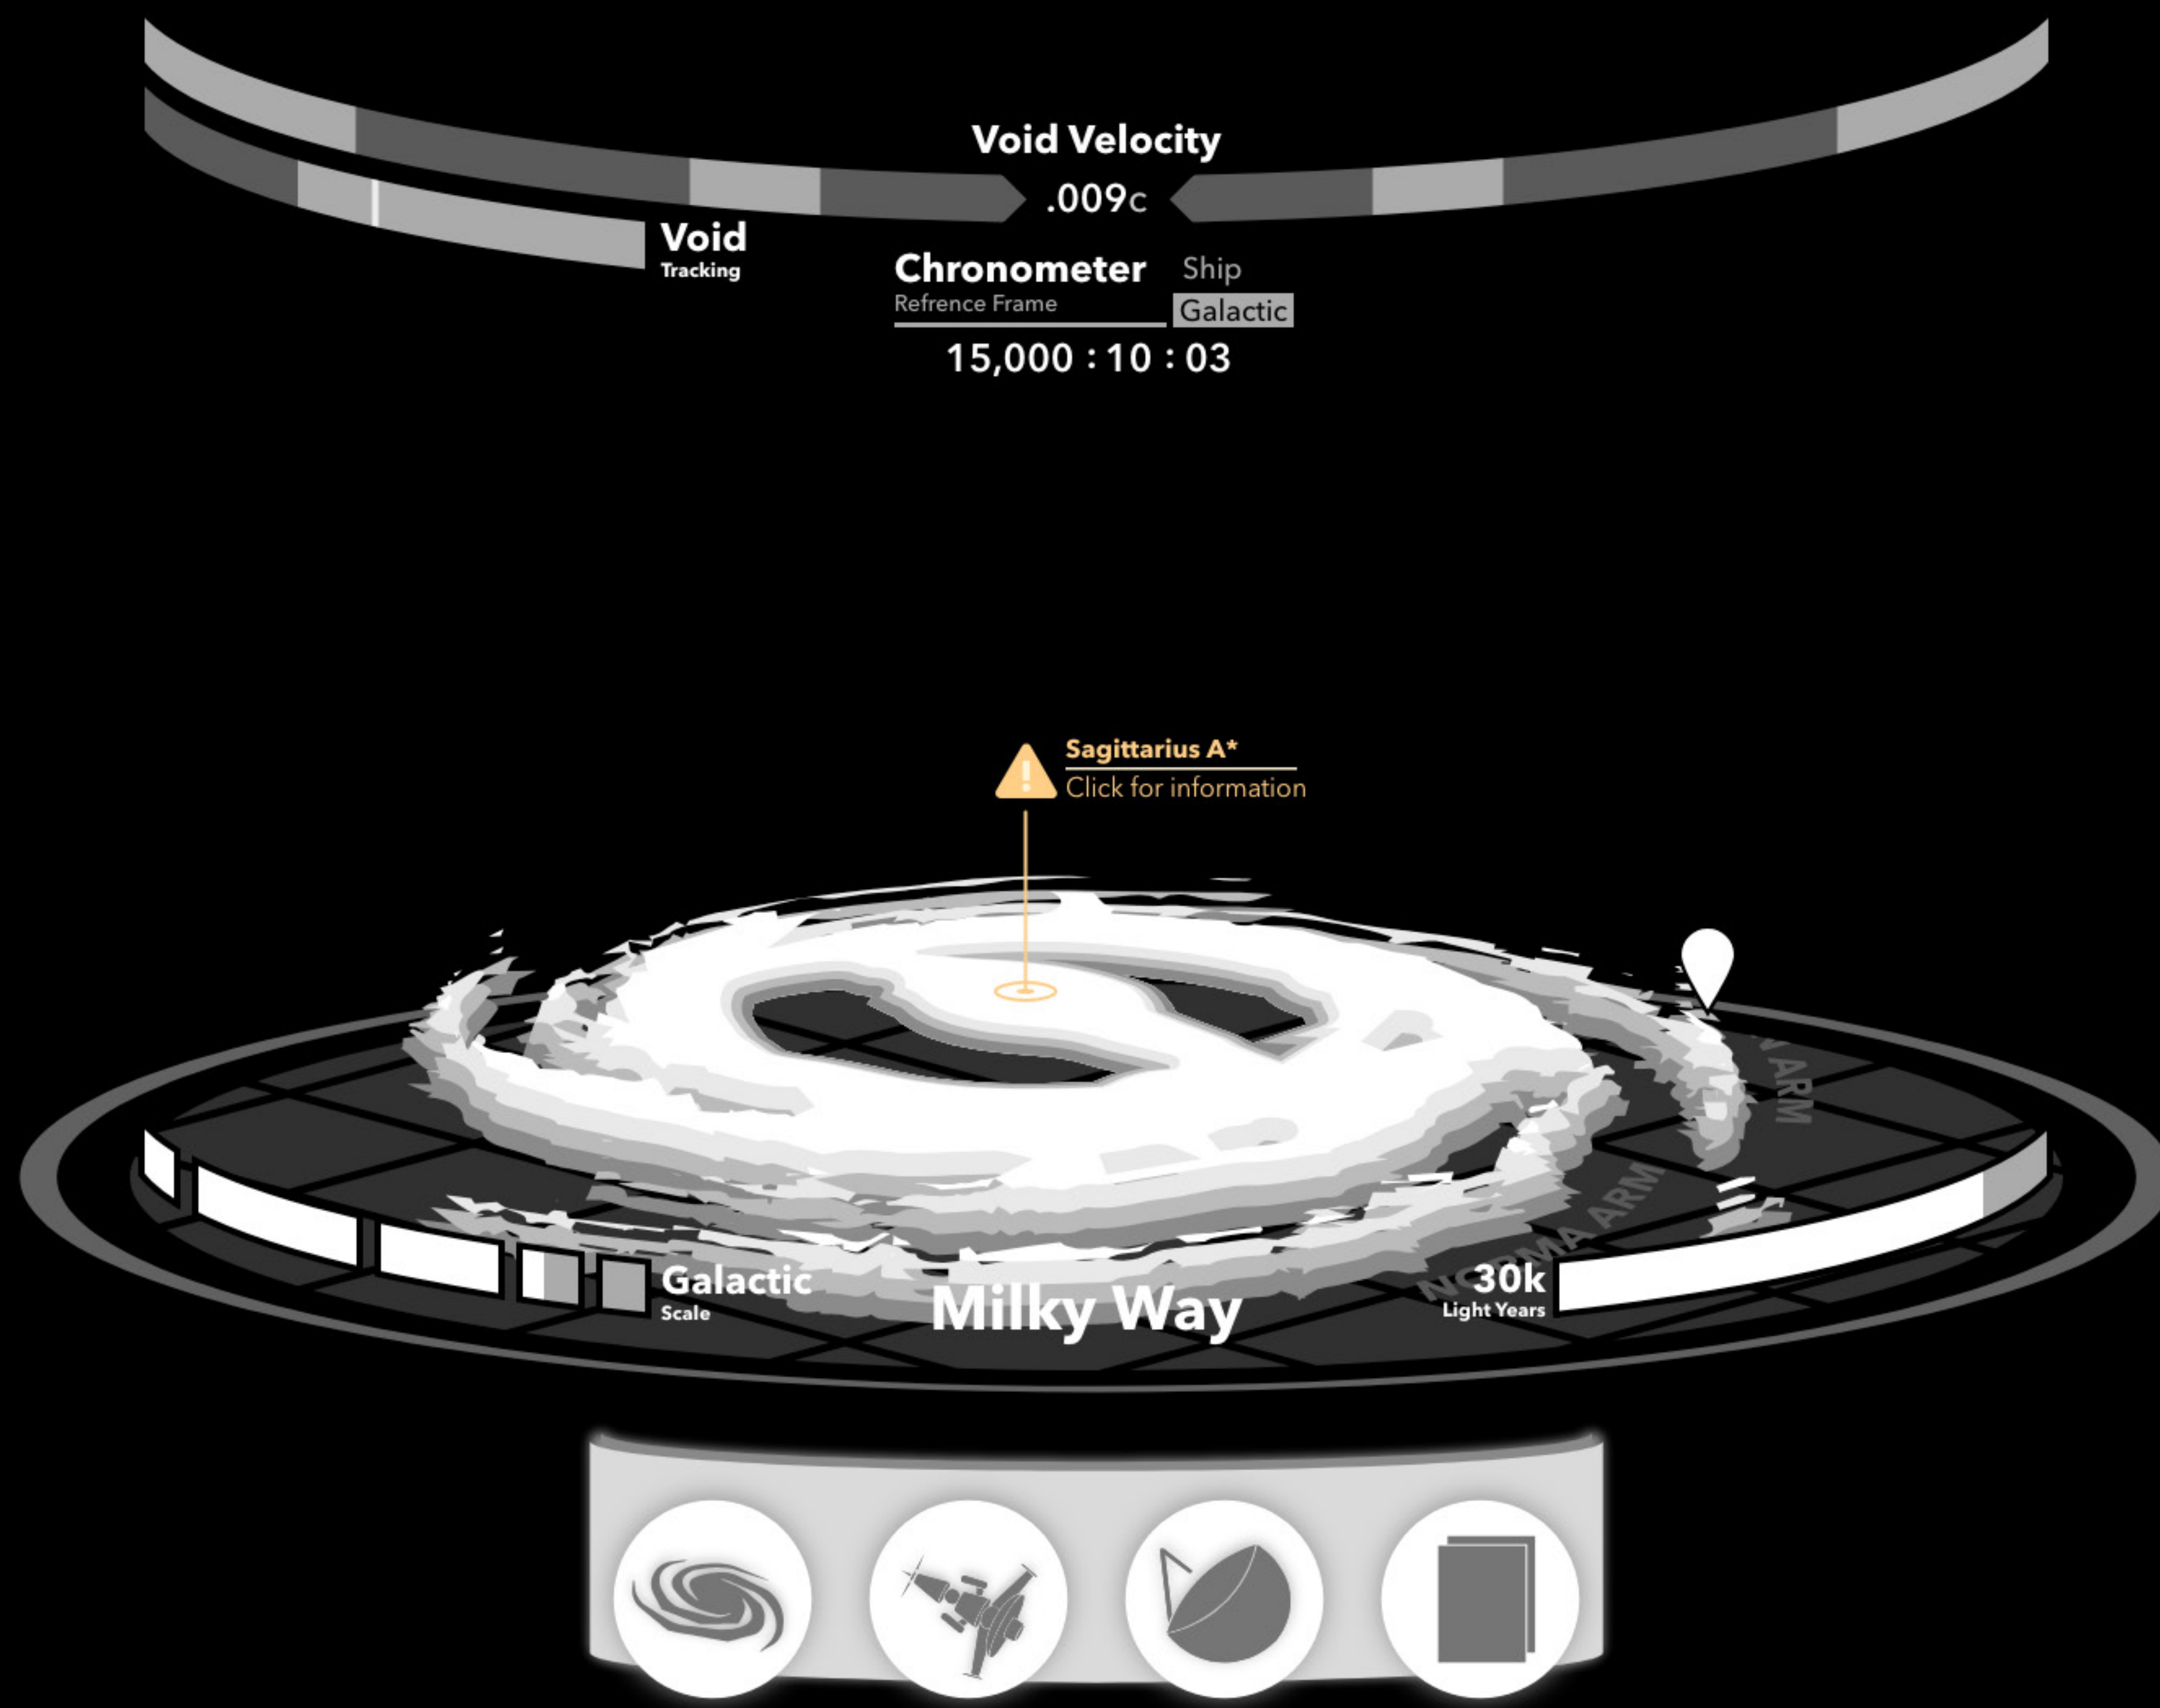 Void Velocity
.009c
Void
Tracking
Chronometer
Refrence Frame
Ship
Galactic
15,000 : 10 : 03
Sagittarius A*
Click for information
ARM
NORMA ARM
Galactic
Scale
Milky Way
30k
Light Years